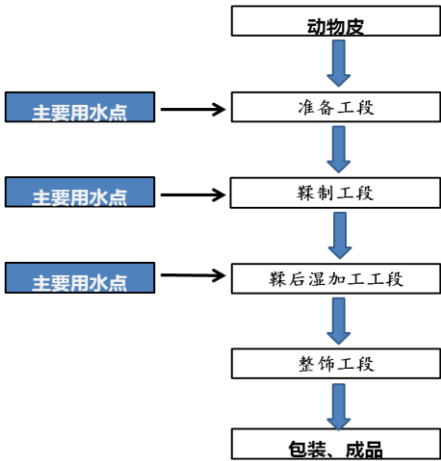 动物皮
主要用水点
准备工段
主要用水点
鞣制工段
主要用水点
鞣后湿加工工段
整饰工段
包装、成品